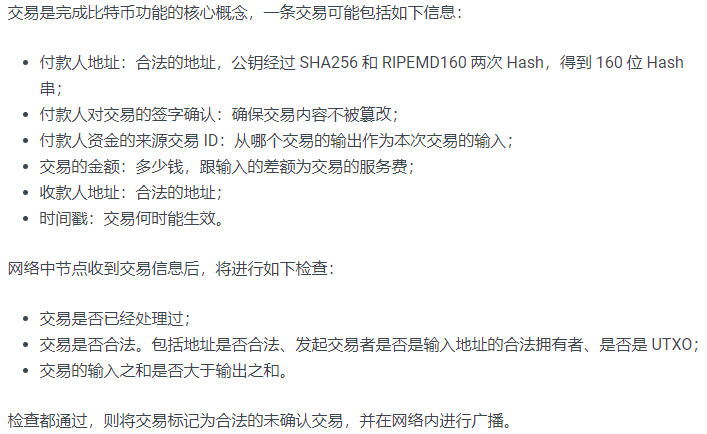 交易是完成比特币功能的核心概念，一条交易可能包括如下信息：
• 付款人地址：合法的地址，公钥经过 SHA256 和 RIPEMD160 两次 Hash，得到 160 位 Hash
串；
• 付款人对交易的签字确认：确保交易内容不被篡改；
• 付款人资金的来源交易 ID：从哪个交易的输出作为本次交易的输入；
• 交易的金额：多少钱，跟输入的差额为交易的服务费；
• 收款人地址：合法的地址；
• 时间戳：交易何时能生效。
网络中节点收到交易信息后，将进行如下检查：
• 交易是否已经处理过；
• 交易是否合法。包括地址是否合法、发起交易者是否是输入地址的合法拥有者、是否是 UTXO；
• 交易的输入之和是否大于输出之和。
检查都通过，则将交易标记为合法的未确认交易，并在网络内进行广播。